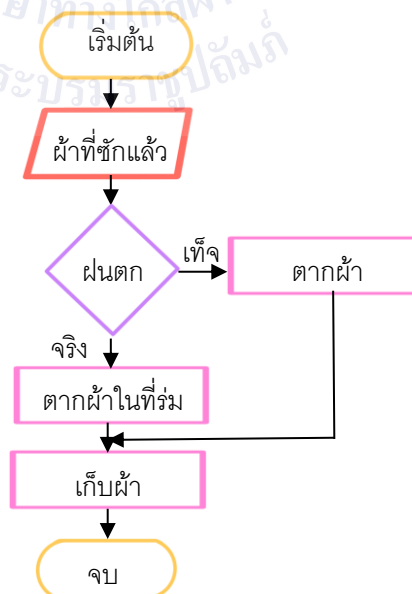 เริ่มต้น
ผ้าที่ซักแล้ว
ฝนตก
เท็จ
ตากผ้า
จริง
ตากผ้าในที่ร่ม
เก็บผ้า
จบ